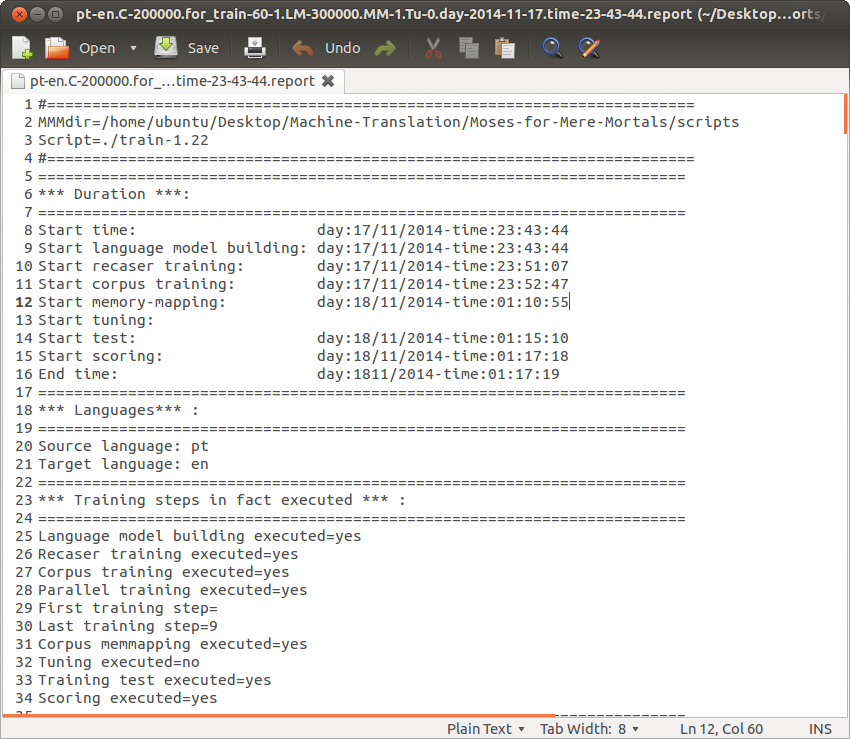 pt-en.C-200000.for_train-60-1.LM-300000.MM-1.Tu-0.day-2014-11-17.time-23-43-44.report (~/Desktop...orts/
Open Save Undo
pt-en.C-200000.for_...time-23-43-44.report
1 #========================================================================
2 MMMdir=/home/ubuntu/Desktop/Machine-Translation/Moses-for-Mere-Mortals/scripts
3 Script=./train-1.22
4 #========================================================================
5 ========================================================================
6 *** Duration ***:
7 ========================================================================
8 Start time:                    day:17/11/2014-time:23:43:44
9 Start language model building: day:17/11/2014-time:23:43:44
10 Start recaser training:        day:17/11/2014-time:23:51:07
11 Start corpus training:         day:17/11/2014-time:23:52:47
12 Start memory-mapping:          day:18/11/2014-time:01:10:55
13 Start tuning:
14 Start test:                    day:18/11/2014-time:01:15:10
15 Start scoring:                 day:18/11/2014-time:01:17:18
16 End time:                      day:1811/2014-time:01:17:19
17 ========================================================================
18 *** Languages*** :
19 ========================================================================
20 Source language: pt
21 Target language: en
22 ========================================================================
23 *** Training steps in fact executed *** :
24 ========================================================================
25 Language model building executed=yes
26 Recaser training executed=yes
27 Corpus training executed=yes
28 Parallel training executed=yes
29 First training step=
30 Last training step=9
31 Corpus memmapping executed=yes
32 Tuning executed=no
33 Training test executed=yes
34 Scoring executed=yes
Plain Text Tab Width: 8 Ln 12, Col 60 INS